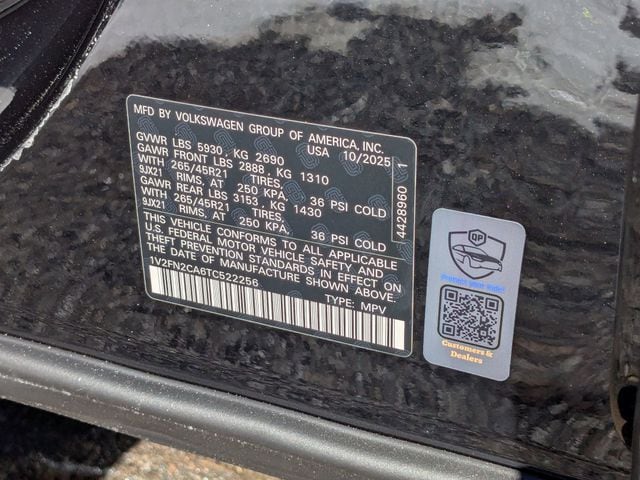 MFD BY VOLKSWAGEN GROUP OF AMERICA, INC.
USA 10/2025
GVWR LBS 5930 , KG 2690
GAWR FRONT LBS 2888 , KG 1310
WITH 265/45R21 TIRES,
9JX21 RIMS, AT 250 KPA. 36 PSI COLD
GAWR REAR LBS 3153 , KG 1430
WITH 265/45R21 TIRES,
9JX21 RIMS, AT 250 KPA. 36 PSI COLD
THIS VEHICLE CONFORMS TO ALL APPLICABLE
U.S. FEDERAL MOTOR VEHICLE SAFETY AND
THEFT PREVENTION STANDARDS IN EFFECT ON
THE DATE OF MANUFACTURE SHOWN ABOVE.
1V2FN2CA6TC522256
TYPE: MPV
4428960 1
QP
Protect your ride!
Customers &
Dealers